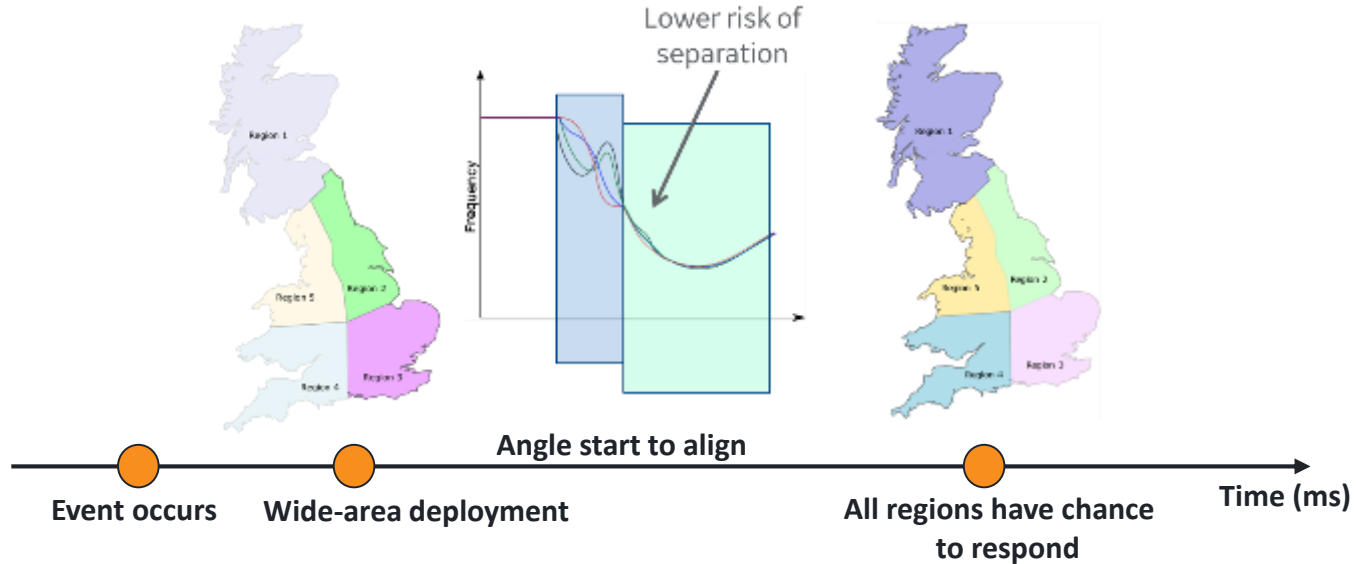 Lower risk of
separation
Region 1
Region 2
Region 5
Region 4
Region 3
Frequency
Region 1
Region 2
Region 5
Region 4
Region 3
Angle start to align
Event occurs
Wide-area deployment
All regions have chance
to respond
Time (ms)